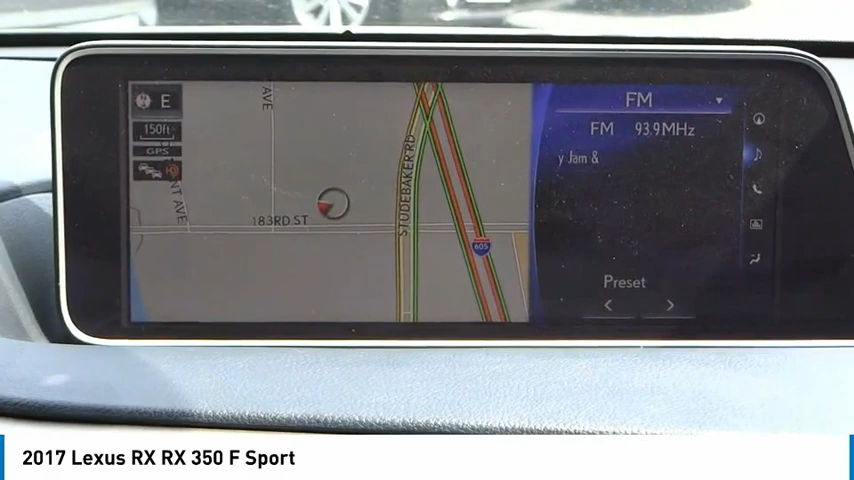 E
150ft
GPS
AVE
STUDEBAKER RD
183RD ST
605
FM
FM 93.9MHz
y Jam &
Preset
2017 Lexus RX RX 350 F Sport